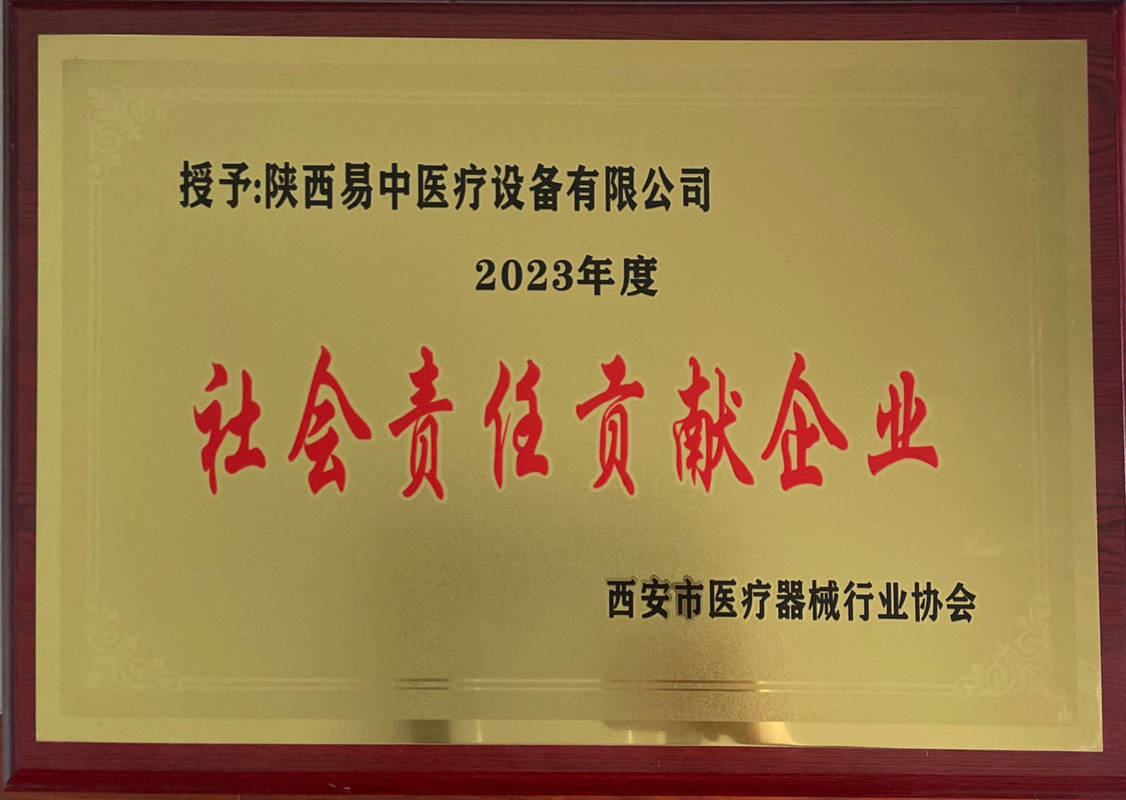 授予:陕西易中医疗设备有限公司
2023年度
社会责任贡献企业
西安市医疗器械行业协会